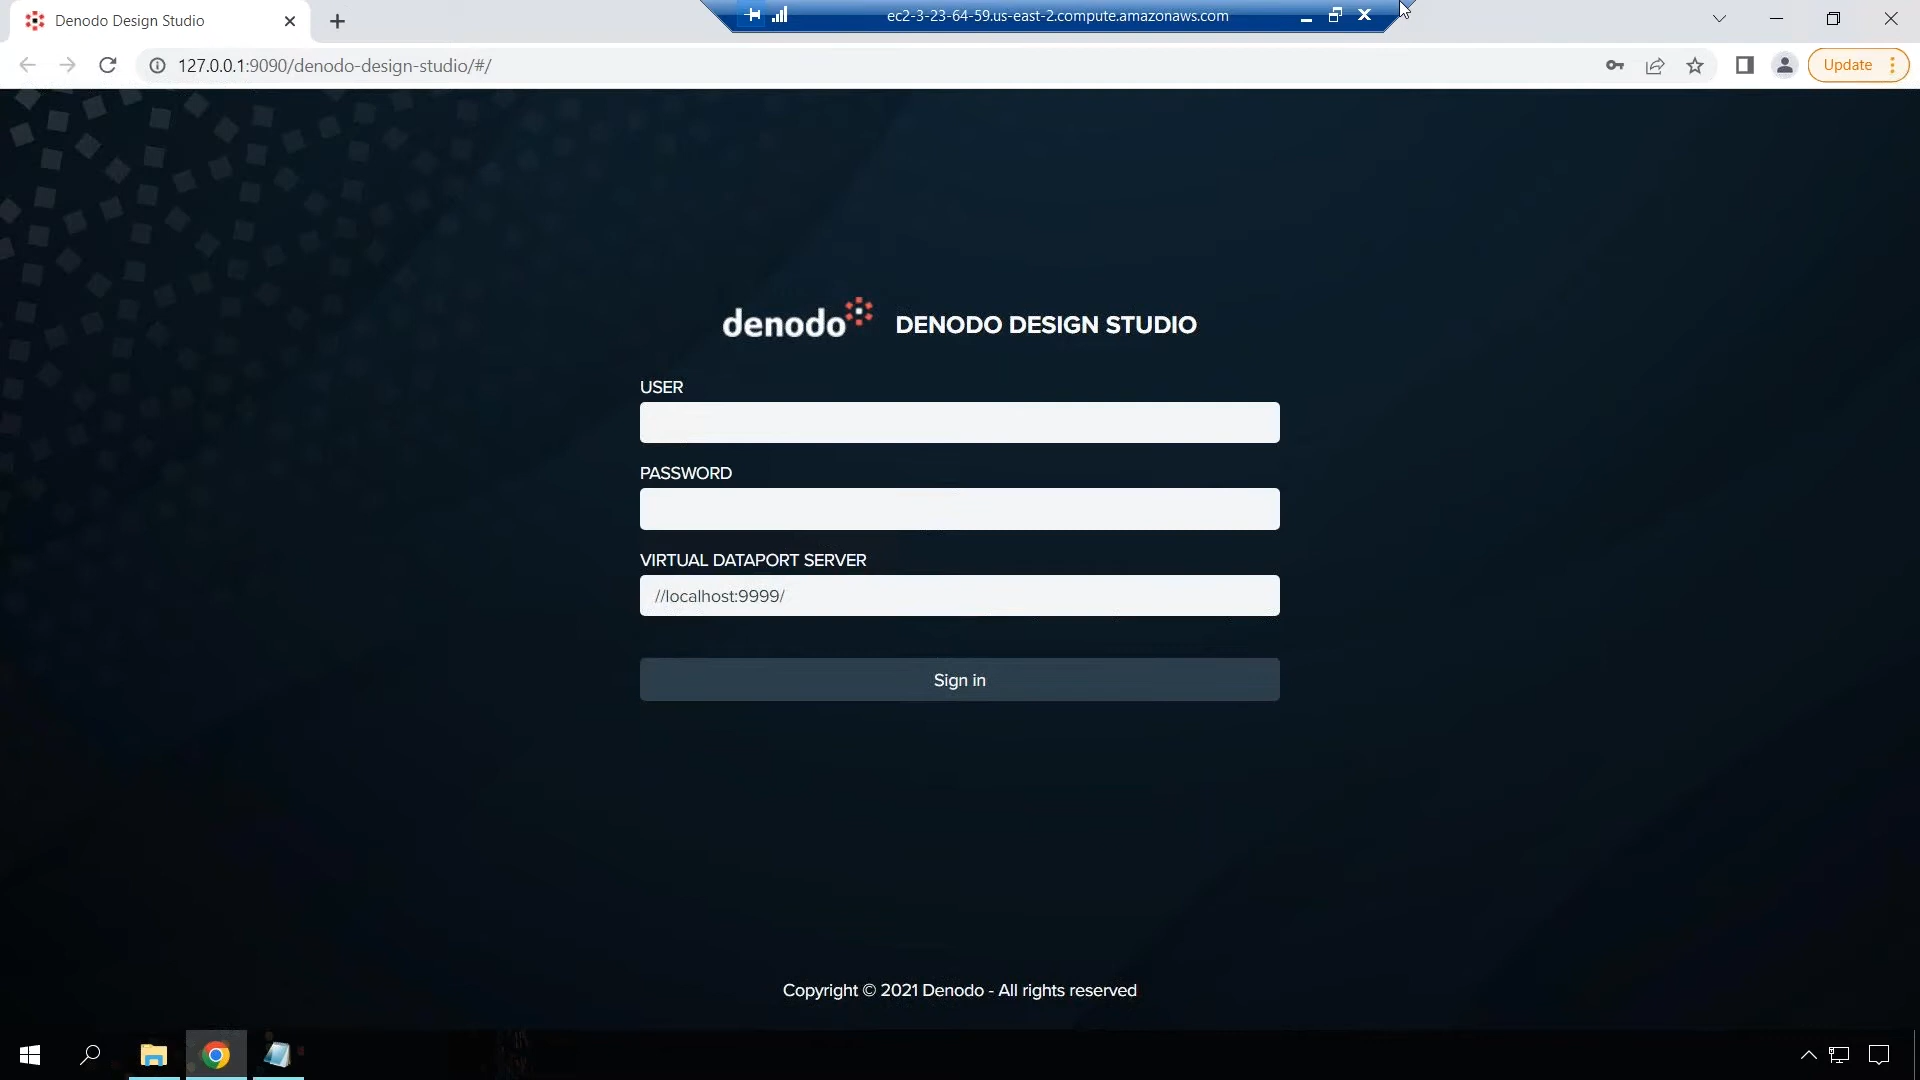 Denodo Design Studio
ec2-3-23-64-59.us-east-2.compute.amazonaws.com
127.0.0.1:9090/denodo-design-studio/#/
Update
denodo
DENODO DESIGN STUDIO
USER
PASSWORD
VIRTUAL DATAPORT SERVER
//localhost:9999/
Sign in
Copyright © 2021 Denodo - All rights reserved